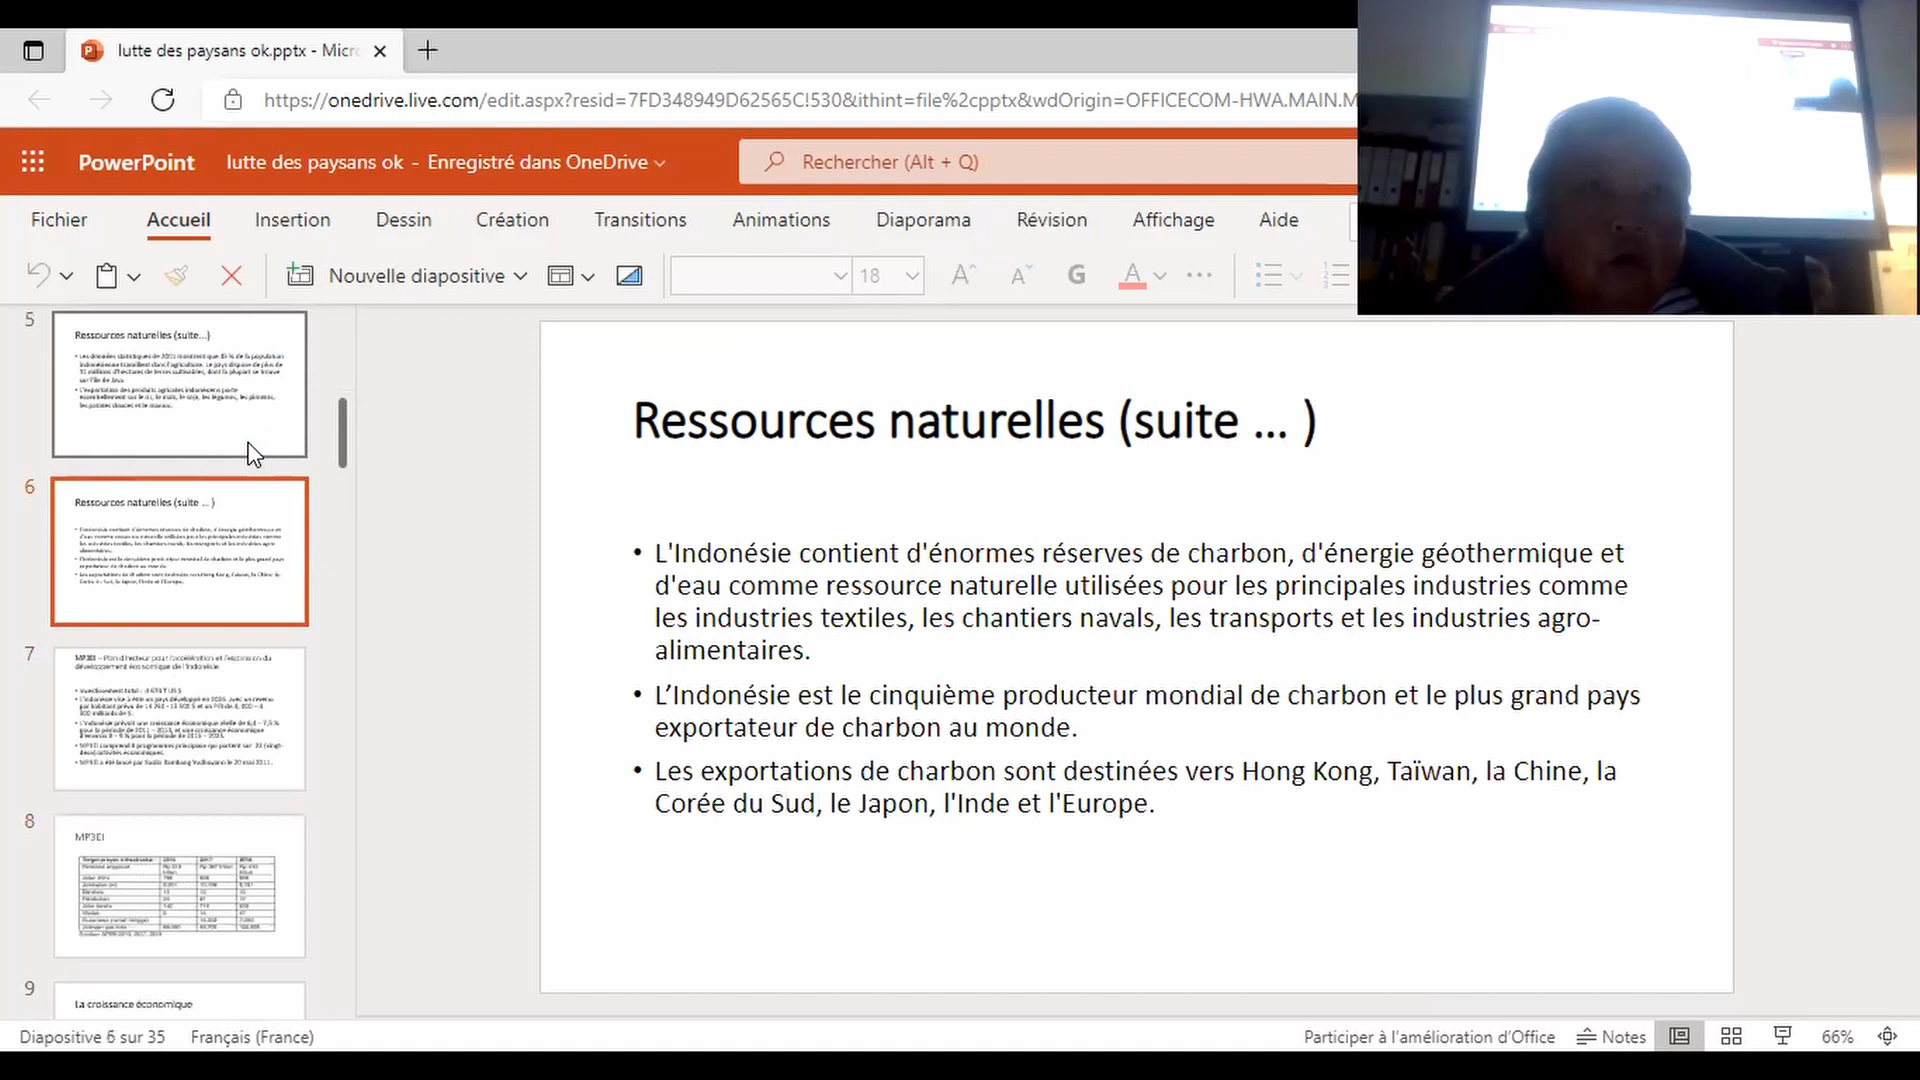 lutte des paysans ok.pptx - Micro
https://onedrive.live.com/edit.aspx?resid=7FD348949D62565C!530&ithint=file%2cpptx&wdOrigin=OFFICECOM-HWA.MAIN.M
PowerPoint
lutte des paysans ok - Enregistré dans OneDrive
Rechercher (Alt + Q)
Fichier
Accueil
Insertion
Dessin
Création
Transitions
Animations
Diaporama
Révision
Affichage
Aide
Nouvelle diapositive
18
G
5
Ressources naturelles (suite...)
6
Ressources naturelles (suite ... )
7
8
MP3EI
9
La croissance économique
Ressources naturelles (suite ... )
• L'Indonésie contient d'énormes réserves de charbon, d'énergie géothermique et
d'eau comme ressource naturelle utilisées pour les principales industries comme
les industries textiles, les chantiers navals, les transports et les industries agro-
alimentaires.
• L’Indonésie est le cinquième producteur mondial de charbon et le plus grand pays
exportateur de charbon au monde.
• Les exportations de charbon sont destinées vers Hong Kong, Taïwan, la Chine, la
Corée du Sud, le Japon, l'Inde et l'Europe.
Diapositive 6 sur 35
Français (France)
Participer à l’amélioration d’Office
Notes
66%